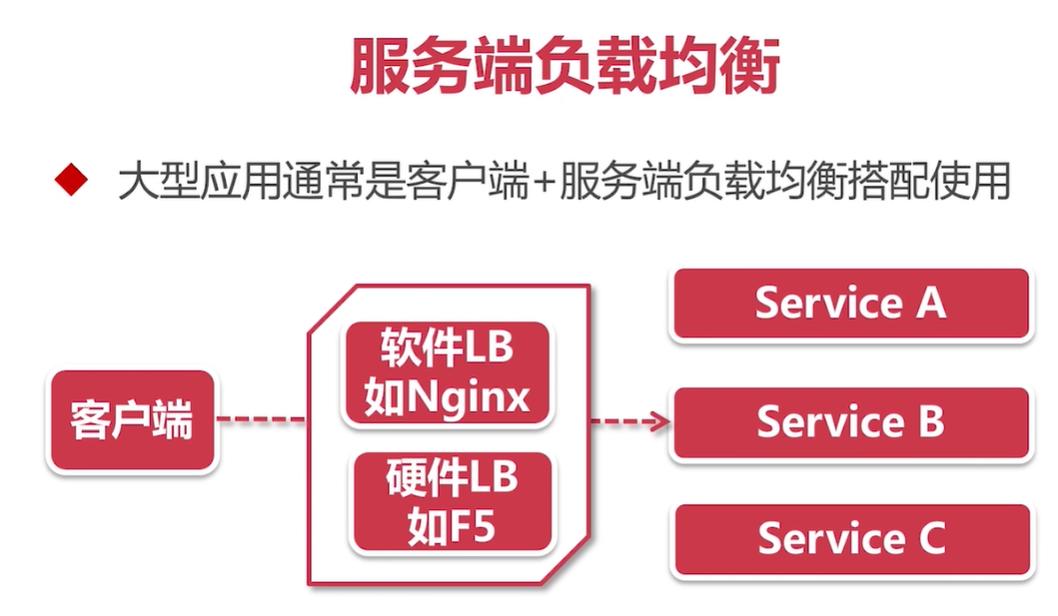 服务端负载均衡
大型应用通常是客户端+服务端负载均衡搭配使用
客户端
软件LB
如Nginx
硬件LB
如F5
Service A
Service B
Service C